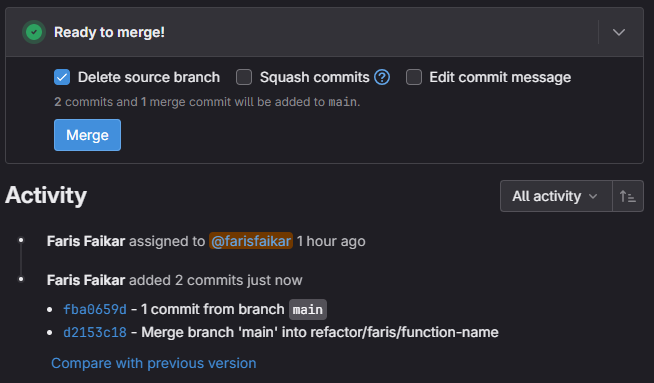 Ready to merge!
Delete source branch Squash commits Edit commit message
2 commits and 1 merge commit will be added to main.
Merge
Activity
All activity
Faris Faikar assigned to @farisfaikar 1 hour ago
Faris Faikar added 2 commits just now
fba0659d - 1 commit from branch main
d2153c18 - Merge branch 'main' into refactor/faris/function-name
Compare with previous version